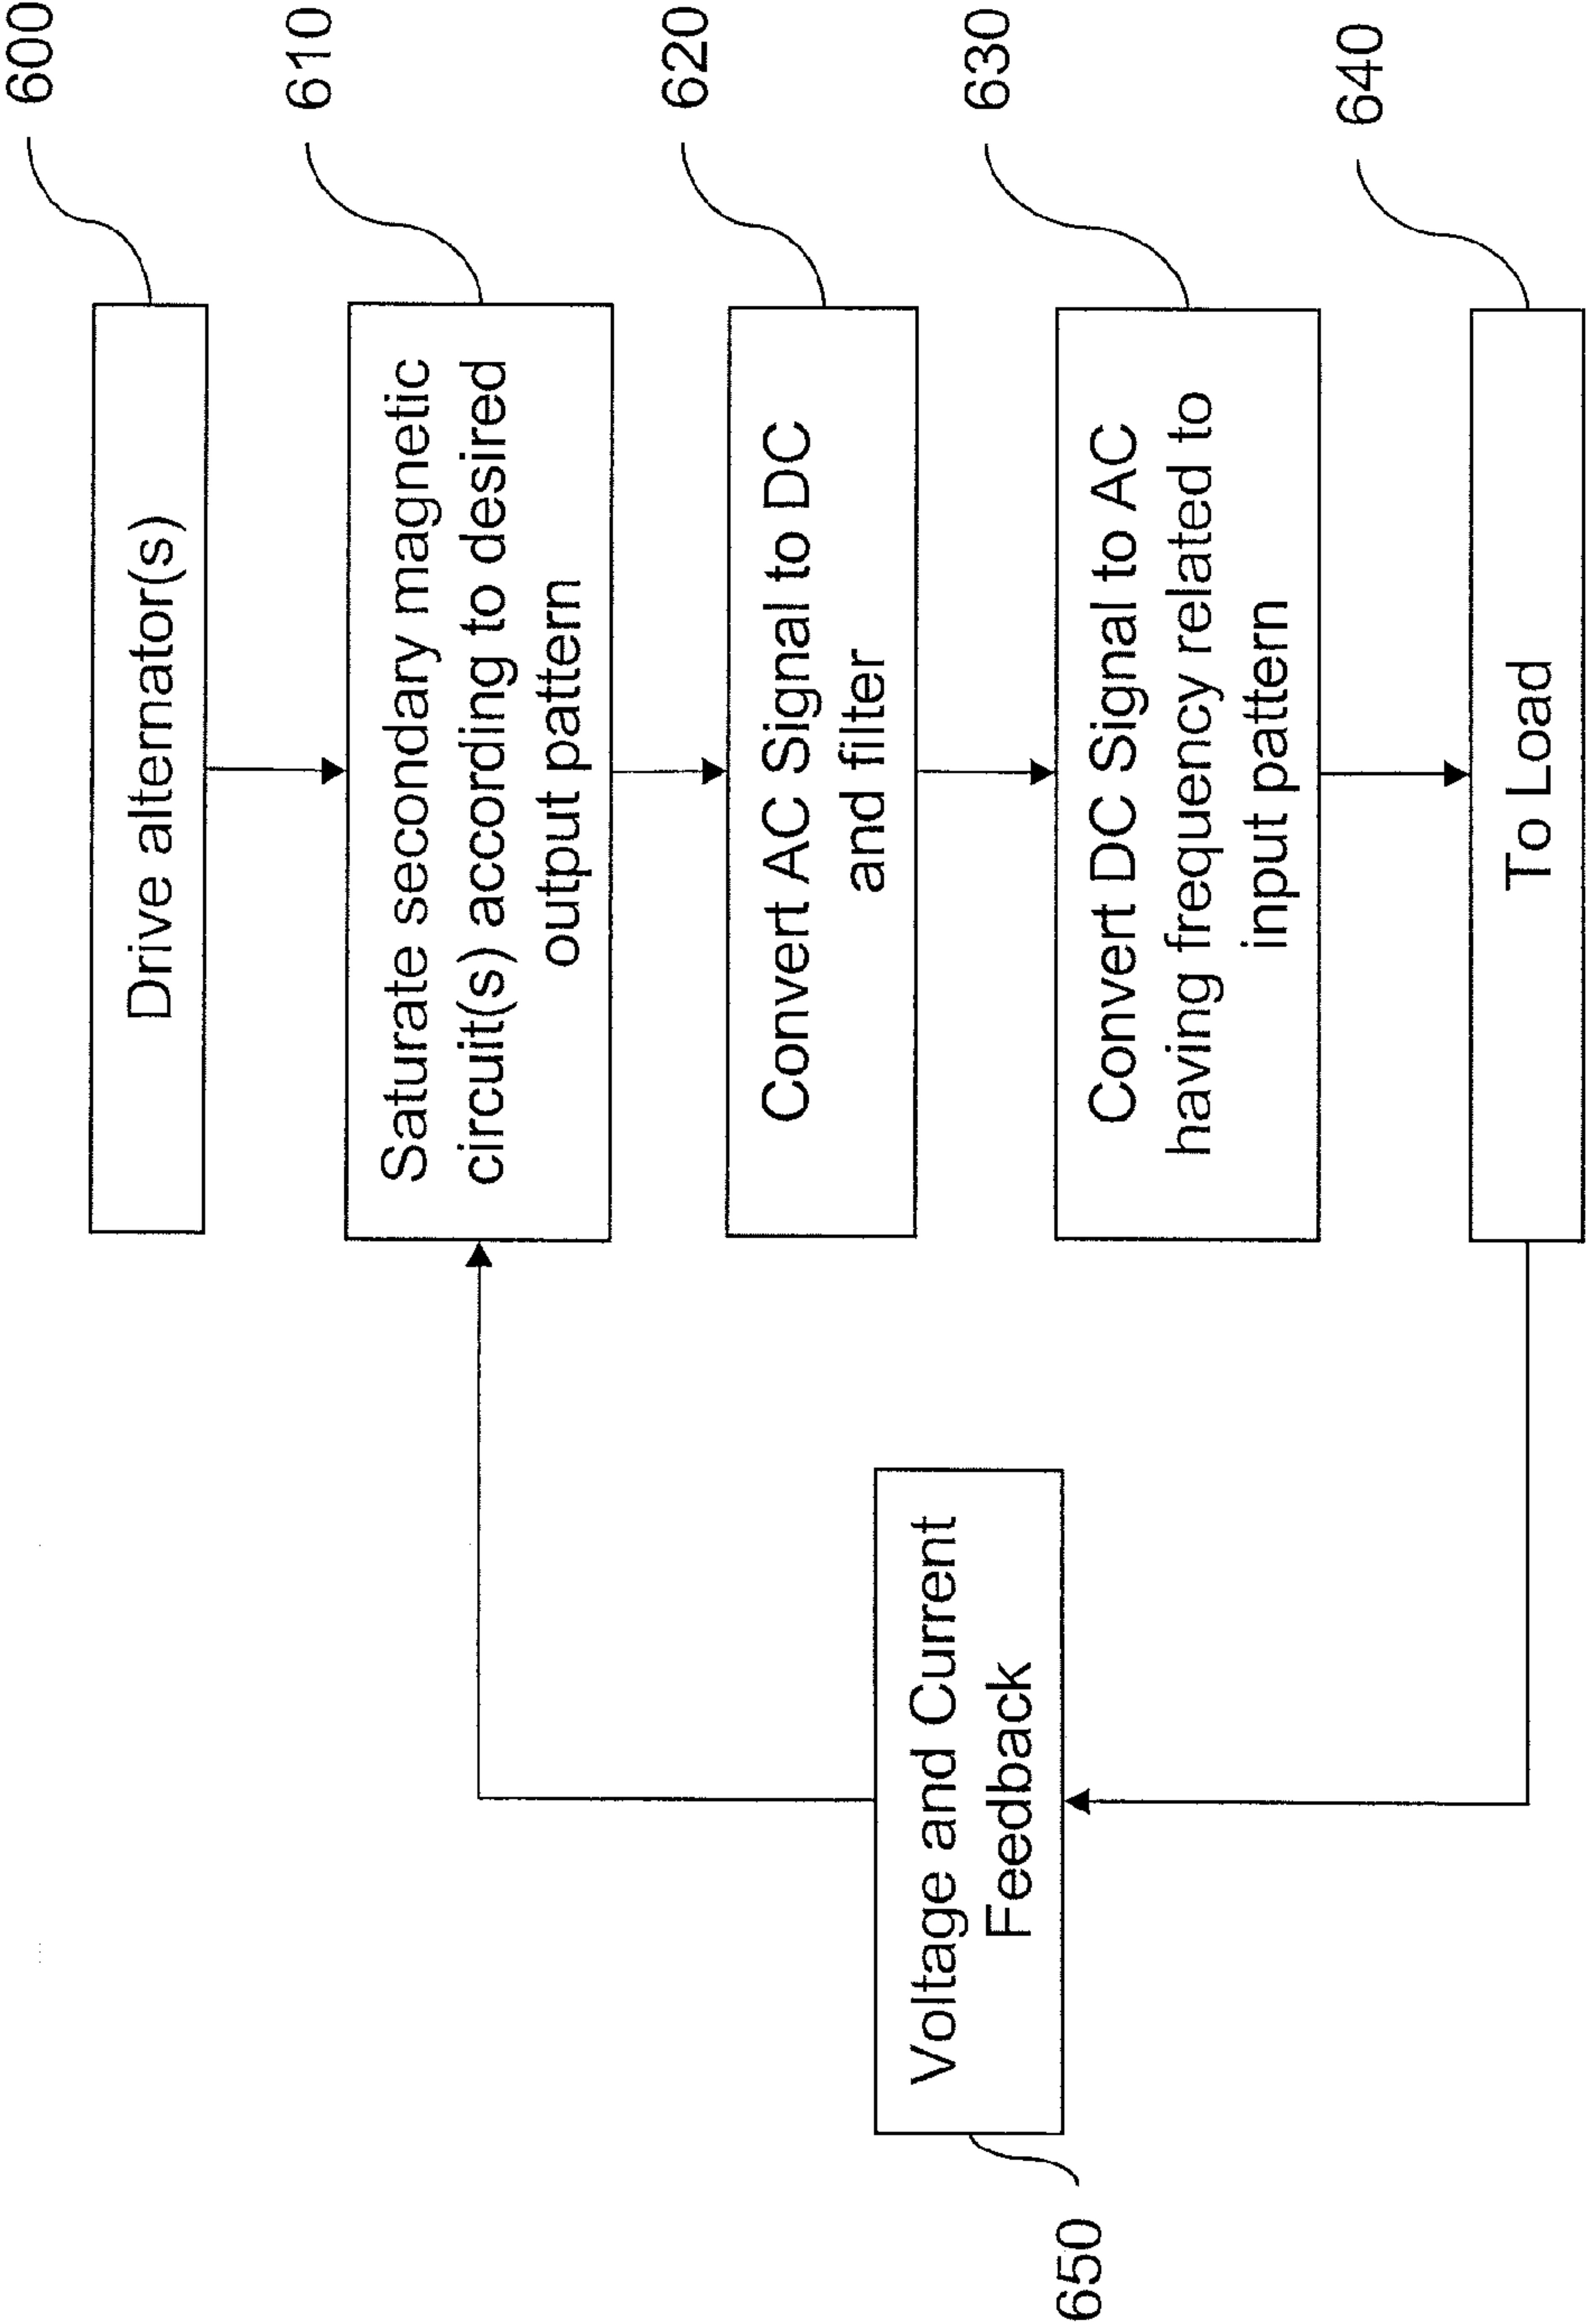 600
Drive alternator(s)
610
Saturate secondary magnetic
circuit(s) according to desired
output pattern
620
Convert AC Signal to DC
and filter
630
Convert DC Signal to AC
having frequency related to
input pattern
640
To Load
650
Voltage and Current
Feedback